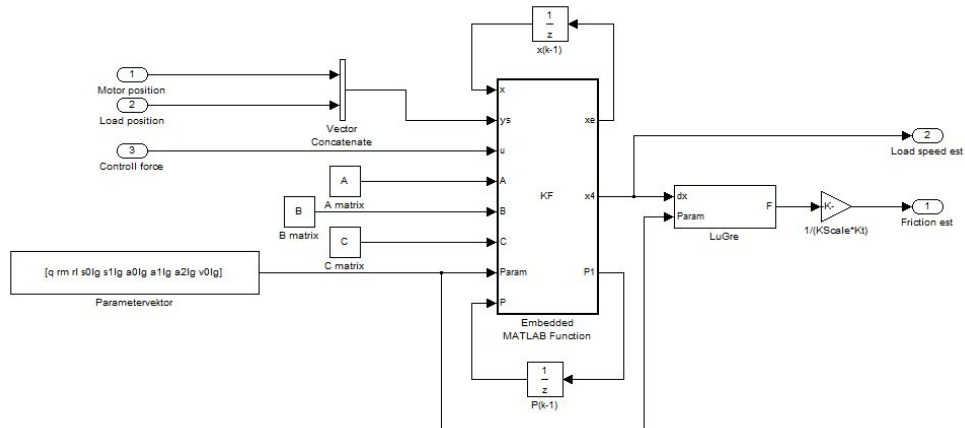 1
z
x(k-1)
1
Motor position
2
Load position
Vector
Concatenate
3
Controll force
A
A matrix
B
B matrix
C
C matrix
[q rm rl s0lg s1lg a0lg a1lg a2lg v0lg]
Parametervektor
x
ys
u
A
B
C
Param
P
KF
xe
x4
P1
Embedded
MATLAB Function
1
z
P(k-1)
dx
Param
F
LuGre
K-
1/(KScale*Kt)
2
Load speed est
1
Friction est